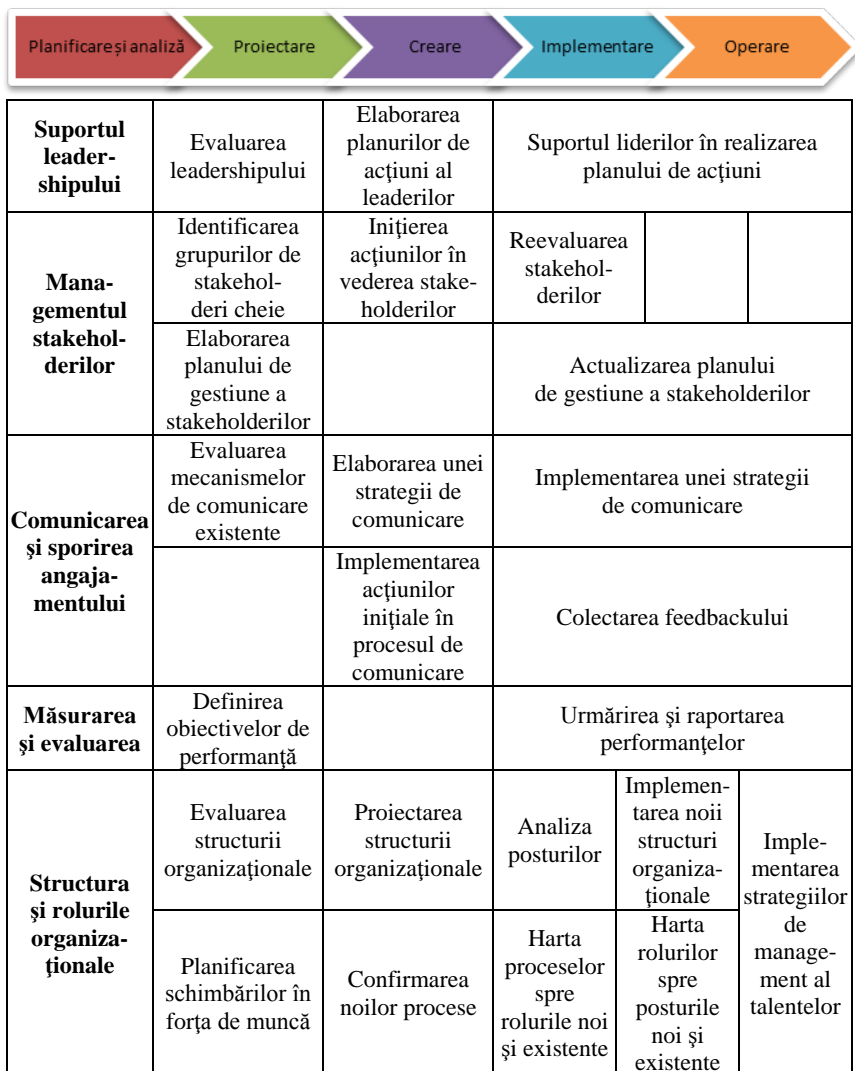 Planificare și analiză
Proiectare
Creare
Implementare
Operare
Suportul
leader-
shipului
Evaluarea
leadershipului
Elaborarea
planurilor de
acţiuni al
leaderilor
Suportul liderilor în realizarea
planului de acţiuni
Mana-
gementul
stakehol-
derilor
Identificarea
grupurilor de
stakehol-
deri cheie
Iniţierea
acţiunilor în
vederea stake-
holderilor
Reevaluarea
stakehol-
derilor
Elaborarea
planului de
gestiune a
stakeholderilor
Actualizarea planului
de gestiune a stakeholderilor
Comunicarea
şi sporirea
angaja-
mentului
Evaluarea
mecanismelor
de comunicare
existente
Elaborarea unei
strategii de
comunicare
Implementarea unei strategii
de comunicare
Implementarea
acţiunilor
iniţiale în
procesul de
comunicare
Colectarea feedbackului
Măsurarea
şi evaluarea
Definirea
obiectivelor de
performanţă
Urmărirea şi raportarea
performanţelor
Structura
şi rolurile
organiza-
ţionale
Evaluarea
structurii
organizaţionale
Proiectarea
structurii
organizaţionale
Analiza
posturilor
Implemen-
tarea noii
structuri
organiza-
ţionale
Imple-
mentarea
strategiilor
de
manage-
ment al
talentelor
Planificarea
schimbărilor în
forţa de muncă
Confirmarea
noilor procese
Harta
proceselor
spre
rolurile noi
şi existente
Harta
rolurilor
spre
posturile
noi şi
existente